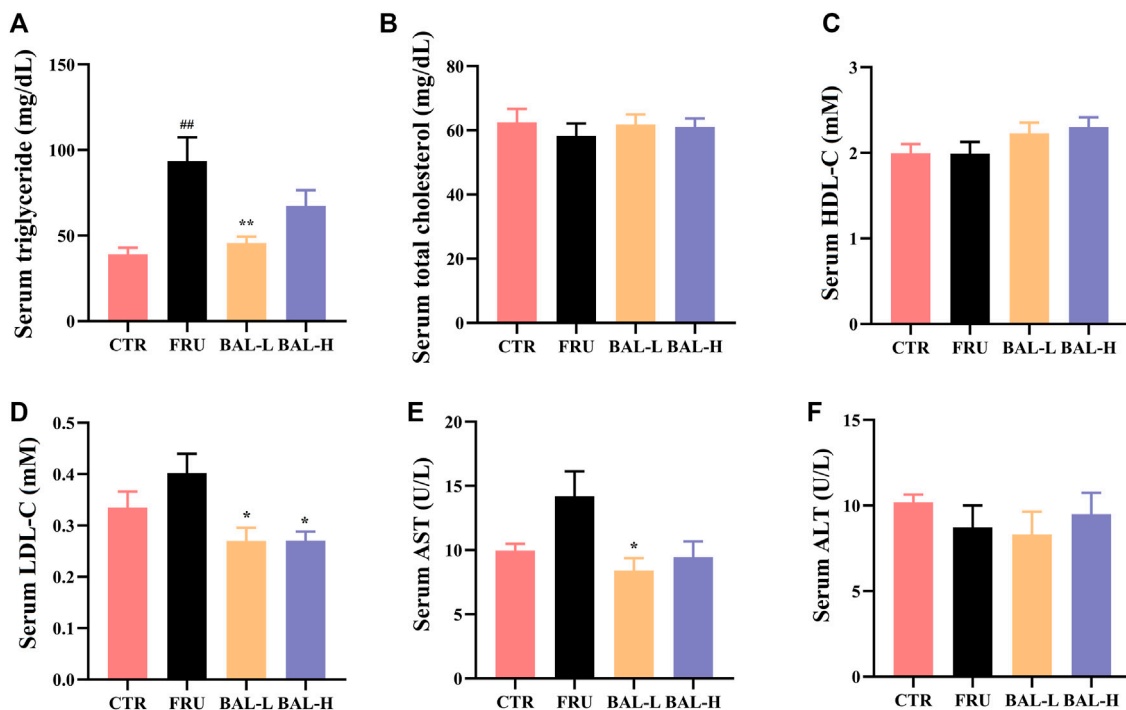 A
Serum triglyceride (mg/dL)
150
100
50
0
##
**
CTR FRU BAL-L BAL-H
B
Serum total cholesterol (mg/dL)
80
60
40
20
0
CTR FRU BAL-L BAL-H
C
Serum HDL-C (mM)
3
2
1
0
CTR FRU BAL-L BAL-H
D
Serum LDL-C (mM)
0.5
0.4
0.3
0.2
0.1
0.0
* *
CTR FRU BAL-L BAL-H
E
Serum AST (U/L)
20
15
10
5
0
*
CTR FRU BAL-L BAL-H
F
Serum ALT (U/L)
15
10
5
0
CTR FRU BAL-L BAL-H